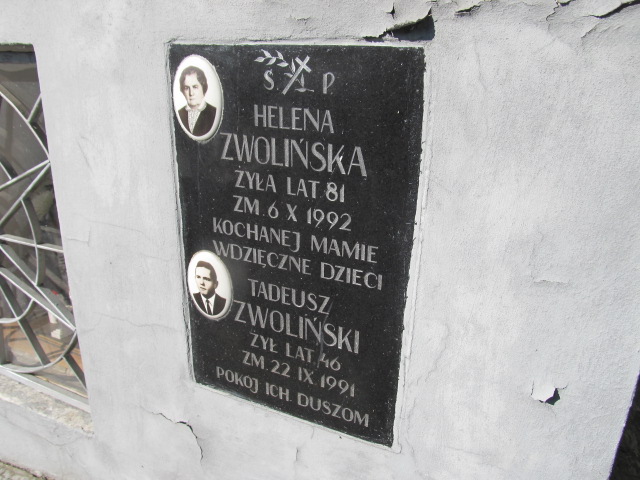 Ś. P
HELENA
ZWOLIŃSKA
ŻYŁA LAT 81
ZM. 6 X 1992
KOCHANEJ MAMIE
WDZIĘCZNE DZIECI
TADEUSZ
ZWOLIŃSKI
ŻYŁ LAT 46
ZM. 22 IX 1991
POKÓJ ICH DUSZOM